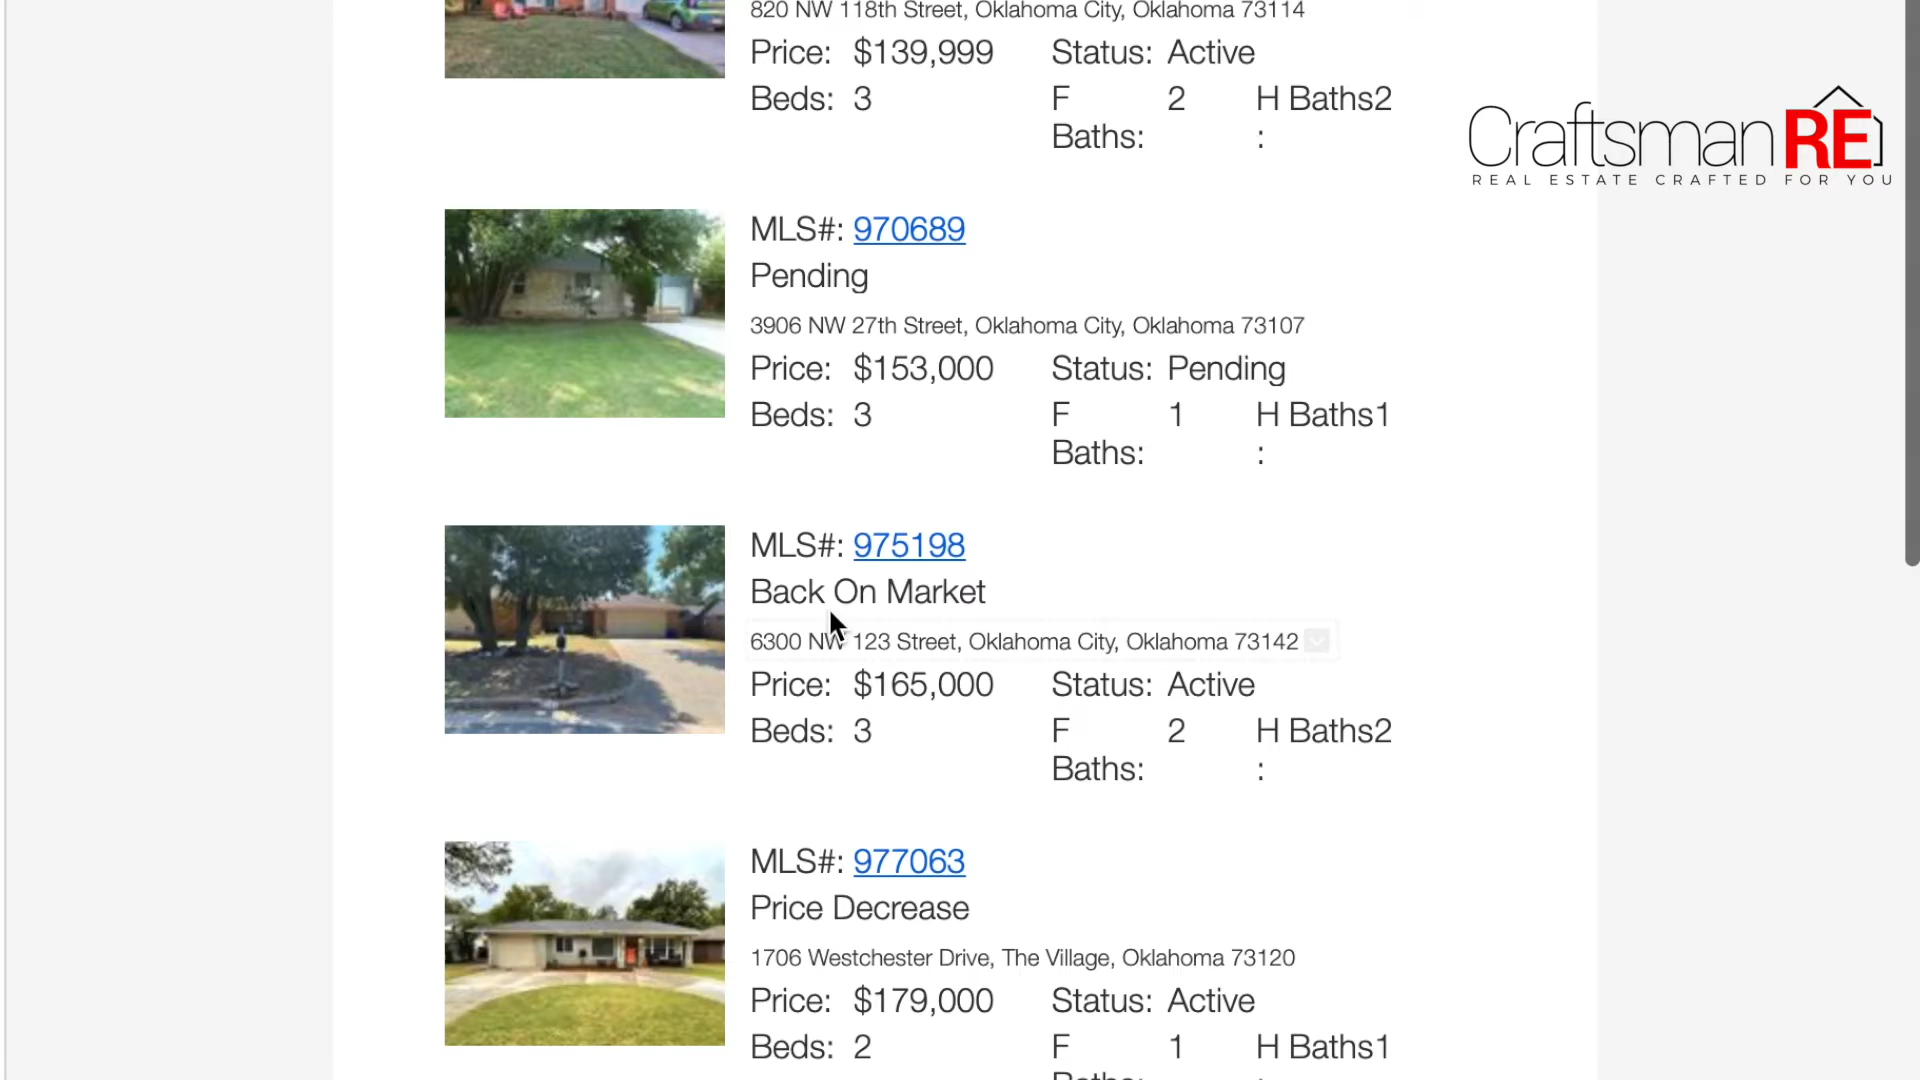 820 NW 118th Street, Oklahoma City, Oklahoma 73114
Price: $139,999 Status: Active
Beds: 3 F Baths: 2 H Baths: 2
Craftsman RE
REAL ESTATE CRAFTED FOR YOU
MLS#: 970689
Pending
3906 NW 27th Street, Oklahoma City, Oklahoma 73107
Price: $153,000 Status: Pending
Beds: 3 F Baths: 1 H Baths: 1
MLS#: 975198
Back On Market
6300 NW 123 Street, Oklahoma City, Oklahoma 73142
Price: $165,000 Status: Active
Beds: 3 F Baths: 2 H Baths: 2
MLS#: 977063
Price Decrease
1706 Westchester Drive, The Village, Oklahoma 73120
Price: $179,000 Status: Active
Beds: 2 F Baths: 1 H Baths1